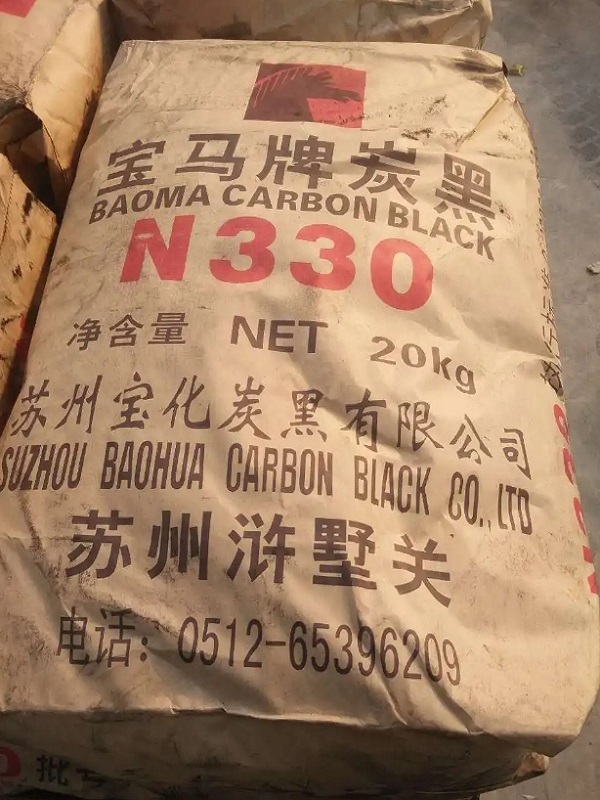 宝马牌炭黑
BAOMA CARBON BLACK
N330
净含量 NET 20kg
苏州宝化炭黑有限公司
SUZHOU BAOHUA CARBON BLACK CO., LTD
苏州浒墅关
电话：0512-65396209
批